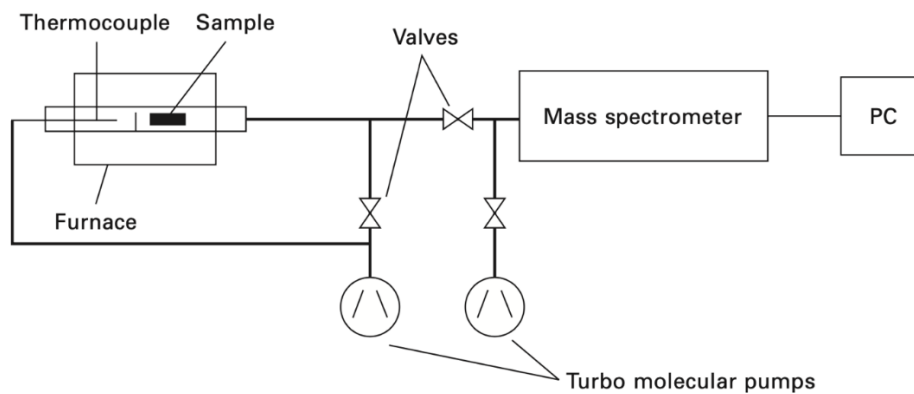 Thermocouple
Sample
Valves
Mass spectrometer
PC
Furnace
Turbo molecular pumps